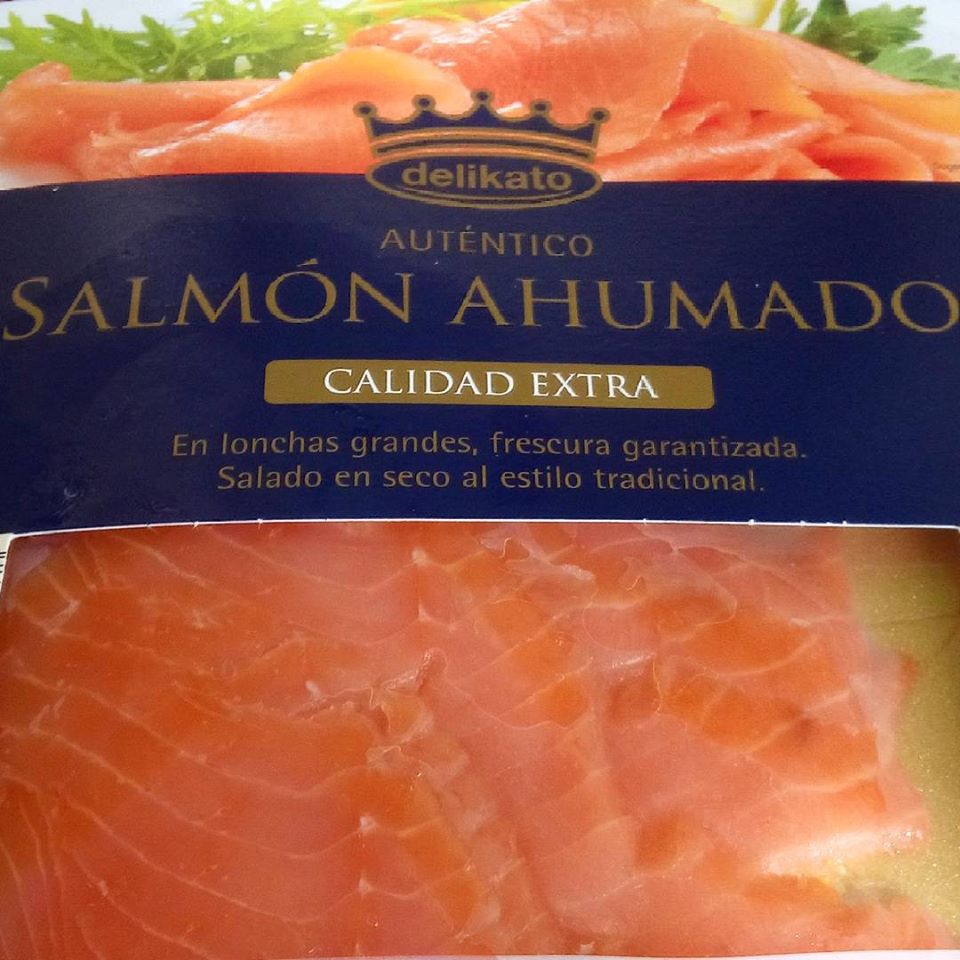 delikato
AUTÉNTICO
SALMÓN AHUMADO
CALIDAD EXTRA
En lonchas grandes, frescura garantizada.
Salado en seco al estilo tradicional.